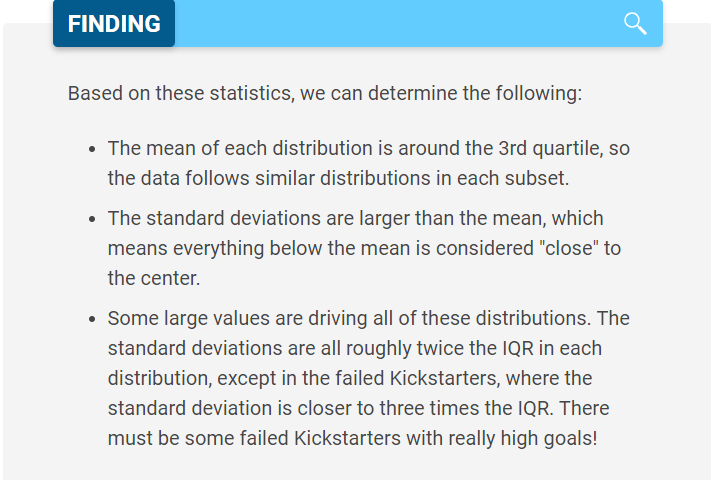 FINDING
Based on these statistics, we can determine the following:
• The mean of each distribution is around the 3rd quartile, so
the data follows similar distributions in each subset.
• The standard deviations are larger than the mean, which
means everything below the mean is considered "close" to
the center.
• Some large values are driving all of these distributions. The
standard deviations are all roughly twice the IQR in each
distribution, except in the failed Kickstarters, where the
standard deviation is closer to three times the IQR. There
must be some failed Kickstarters with really high goals!